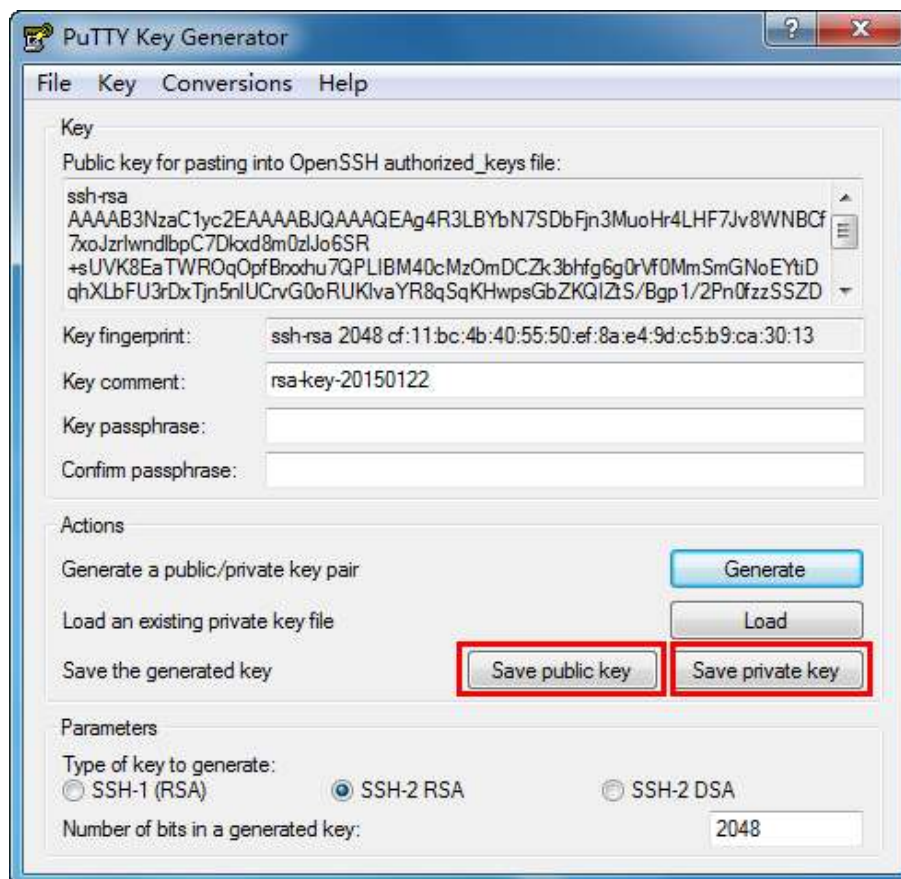 PuTTY Key Generator
File Key Conversions Help
Key
Public key for pasting into OpenSSH authorized_keys file:
ssh-rsa
AAAAB3NzaC1yc2EAAAABJQAAAQEAg4R3LBYbN7SDbFjn3MuoHr4LHF7Jv8WNBCf
7xoJzrlwndlbpC7Dkxd8m0zlJo6SR
+sUVK8EaTWROqOpfBrxxhu7QPLIBM40cMzOmDCZk3bhfg6g0rVf0MmSmGNoEYtiD
qhXLbFU3rDxTjn5nlUCrvG0oRUKlvaYR8qSqKHwpsGbZKQIZtS/Bgp1/2Pn0fzzSSZD
Key fingerprint: ssh-rsa 2048 cf:11:bc:4b:40:55:50:ef:8a:e4:9d:c5:b9:ca:30:13
Key comment: rsa-key-20150122
Key passphrase:
Confirm passphrase:
Actions
Generate a public/private key pair Generate
Load an existing private key file Load
Save the generated key Save public key Save private key
Parameters
Type of key to generate:
SSH-1 (RSA) SSH-2 RSA SSH-2 DSA
Number of bits in a generated key: 2048